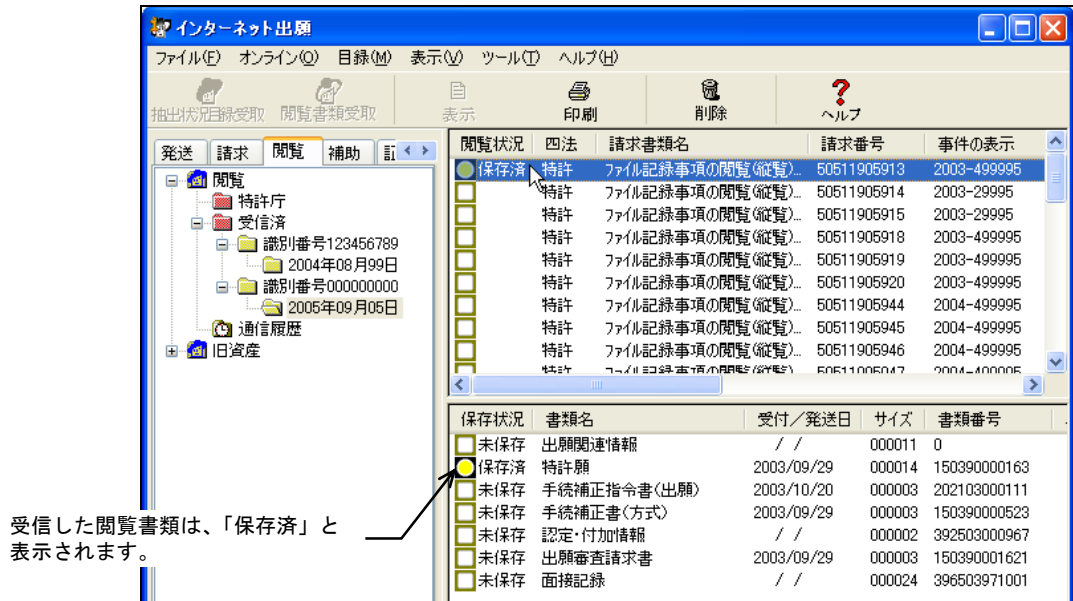 インターネット出願
ファイル(F) オンライン(O) 目録(M) 表示(V) ツール(T) ヘルプ(H)
抽出状況目録受取 閲覧書類受取 表示 印刷 削除 ヘルプ
発送 請求 閲覧 補助
閲覧
特許庁
受信済
識別番号123456789
2004年08月99日
識別番号000000000
2005年09月05日
通信履歴
旧資産
閲覧状況 四法 請求書類名 請求番号 事件の表示
保存済 特許 ファイル記録事項の閲覧(縦覧)... 50511905913 2003-499995
特許 ファイル記録事項の閲覧(縦覧)... 50511905914 2003-29995
特許 ファイル記録事項の閲覧(縦覧)... 50511905915 2003-29995
特許 ファイル記録事項の閲覧(縦覧)... 50511905918 2003-499995
特許 ファイル記録事項の閲覧(縦覧)... 50511905919 2003-499995
特許 ファイル記録事項の閲覧(縦覧)... 50511905920 2003-499995
特許 ファイル記録事項の閲覧(縦覧)... 50511905944 2004-499995
特許 ファイル記録事項の閲覧(縦覧)... 50511905945 2004-499995
特許 ファイル記録事項の閲覧(縦覧)... 50511905946 2004-499995
保存状況 書類名 受付/発送日 サイズ 書類番号
未保存 出願関連情報 / / 000011 0
保存済 特許願 2003/09/29 000014 150390000163
未保存 手続補正指令書(出願) 2003/10/20 000003 202103000111
未保存 手続補正書(方式) 2003/09/29 000003 150390000523
未保存 認定・付加情報 / / 000002 392503000967
未保存 出願審査請求書 2003/09/29 000003 150390001621
未保存 面接記録 / / 000024 396503971001
受信した閲覧書類は、「保存済」と
表示されます。